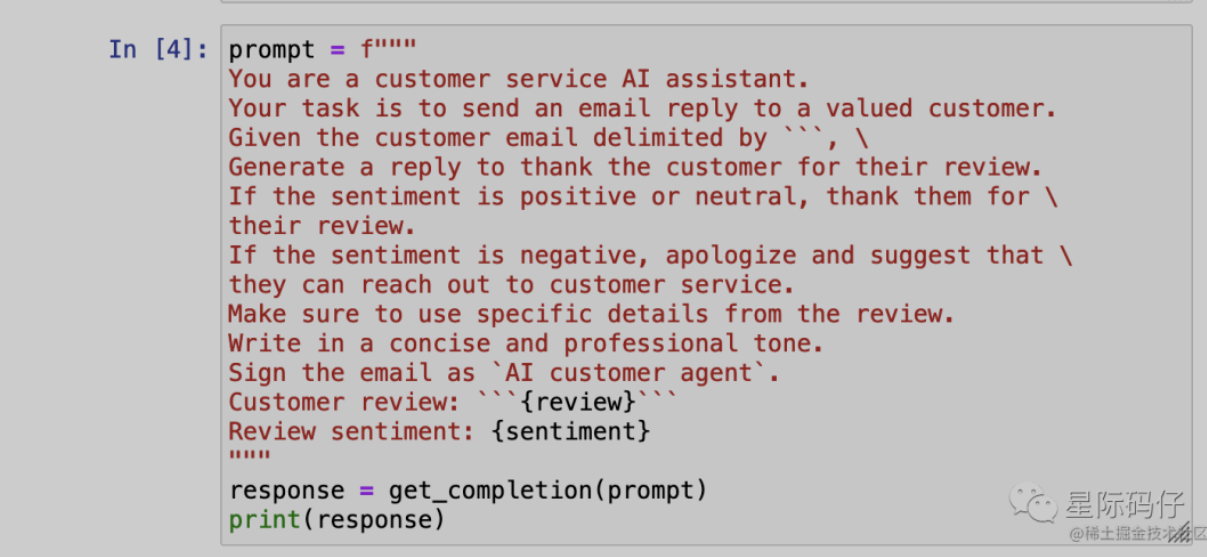 In [4]:
prompt = f"""
You are a customer service AI assistant.
Your task is to send an email reply to a valued customer.
Given the customer email delimited by ```, \
Generate a reply to thank the customer for their review.
If the sentiment is positive or neutral, thank them for \
their review.
If the sentiment is negative, apologize and suggest that \
they can reach out to customer service.
Make sure to use specific details from the review.
Write in a concise and professional tone.
Sign the email as `AI customer agent`.
Customer review: ```{review}```
Review sentiment: {sentiment}
"""
response = get_completion(prompt)
print(response)
星际码仔
@稀土掘金技术社区